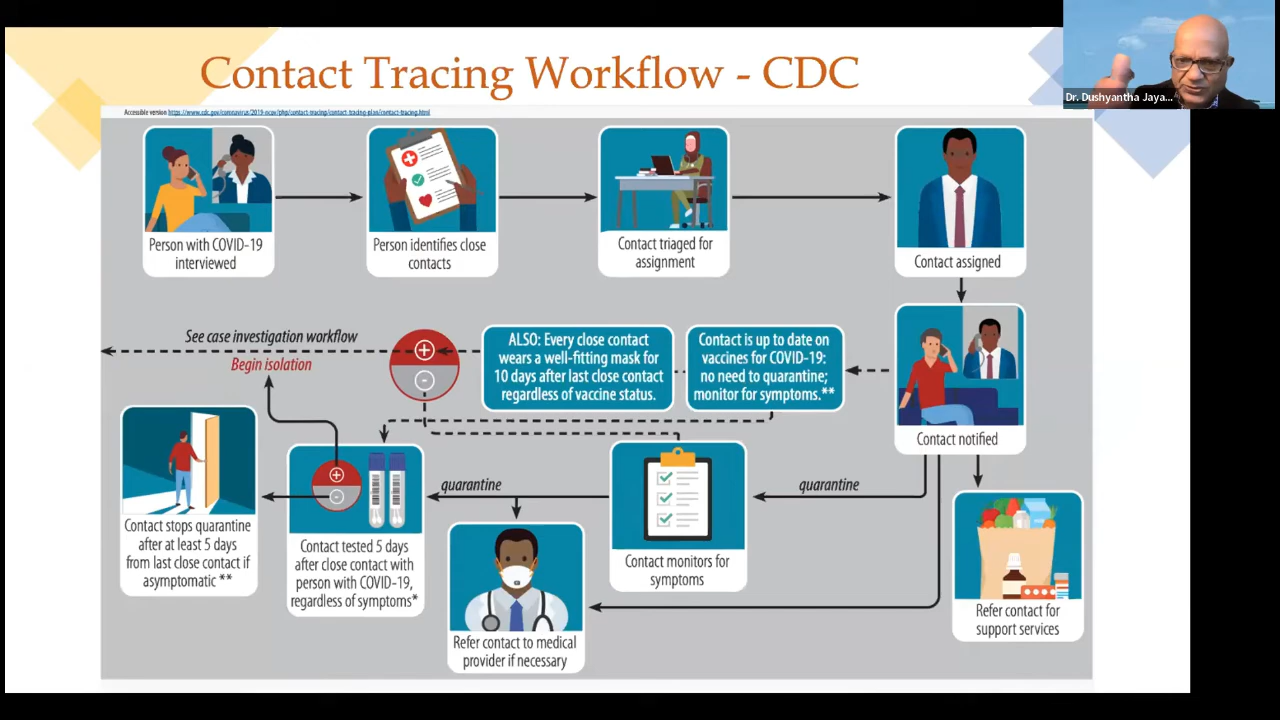 Contact Tracing Workflow - CDC
Dr. Dushyantha Jaya...
Accessible version https://www.cdc.gov/coronavirus/2019-ncov/php/contact-tracing/contact-tracing-plan/contact-tracing.html
Person with COVID-19
interviewed
Person identifies close
contacts
Contact triaged for
assignment
Contact assigned
See case investigation workflow
Begin isolation
+
-
ALSO: Every close contact
wears a well-fitting mask for
10 days after last close contact
regardless of vaccine status.
Contact is up to date on
vaccines for COVID-19:
no need to quarantine;
monitor for symptoms.**
Contact notified
Contact stops quarantine
after at least 5 days
from last close contact if
asymptomatic **
+
-
Contact tested 5 days
after close contact with
person with COVID-19,
regardless of symptoms*
quarantine
Refer contact to medical
provider if necessary
Contact monitors for
symptoms
quarantine
Refer contact for
support services